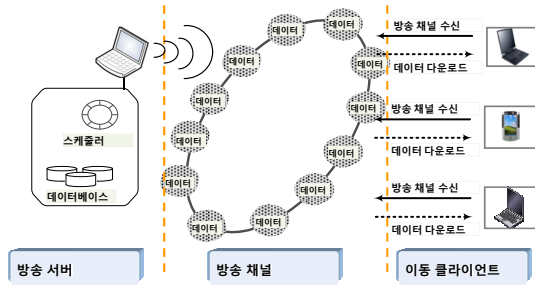 방송 채널 수신
데이터 다운로드
방송 채널 수신
데이터 다운로드
방송 채널 수신
데이터 다운로드
데이터
데이터
데이터
데이터
데이터
데이터
데이터
데이터
데이터
데이터
데이터
데이터
스케줄러
데이터베이스
방송 서버
방송 채널
이동 클라이언트